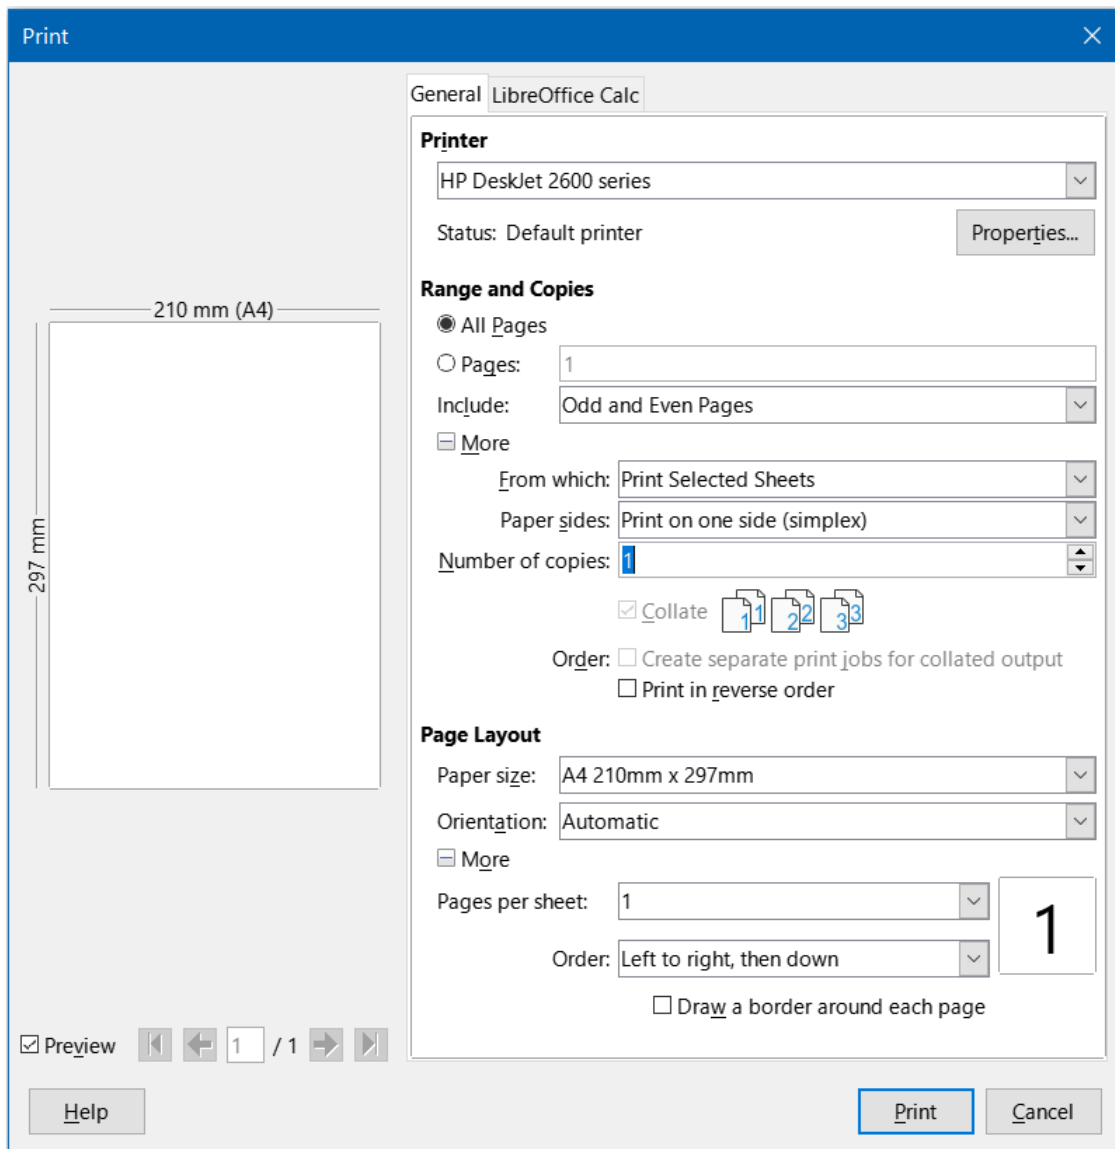 Print
General LibreOffice Calc
Printer
HP DeskJet 2600 series
Status: Default printer Properties...
Range and Copies
All Pages
Pages: 1
Include: Odd and Even Pages
More
From which: Print Selected Sheets
Paper sides: Print on one side (simplex)
Number of copies: 1
Collate 1 1 2 2 3 3
Order: Create separate print jobs for collated output
Print in reverse order
Page Layout
Paper size: A4 210mm x 297mm
Orientation: Automatic
More
Pages per sheet: 1
1
Order: Left to right, then down
Draw a border around each page
210 mm (A4)
297 mm
Preview 1 / 1
Help Print Cancel